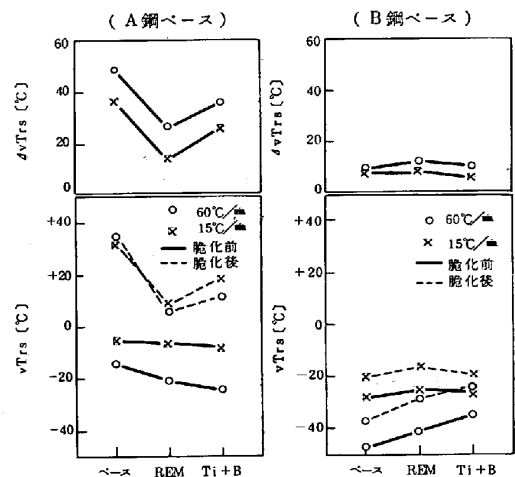 (A鋼ベース)
(B鋼ベース)
60
40
20
0
ΔvTrs〔℃〕
60
40
20
0
ΔvTrs〔℃〕
+40
+20
0
-20
-40
vTrs〔℃〕
60℃/
15℃/
脆化前
脆化後
ベース REM Ti+B
+40
+20
0
-20
-40
vTrs〔℃〕
60℃/
15℃/
脆化前
脆化後
ベース REM Ti+B